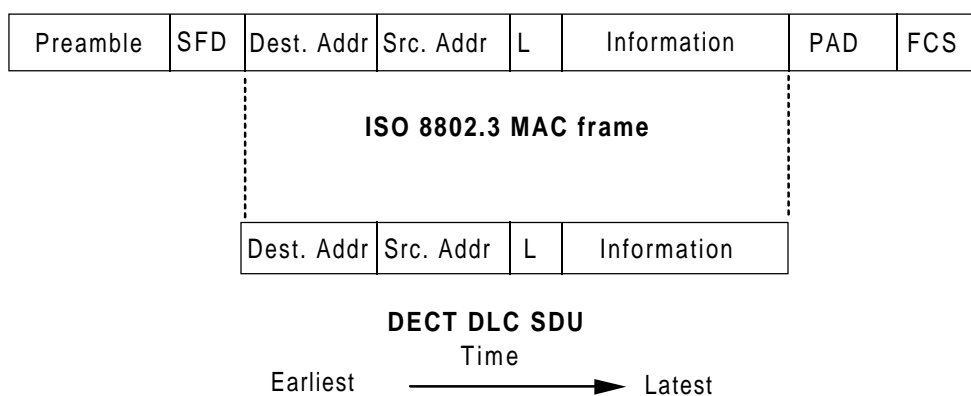 Preamble SFD Dest. Addr Src. Addr L Information PAD FCS
ISO 8802.3 MAC frame
Dest. Addr Src. Addr L Information
DECT DLC SDU
Time
Earliest Latest